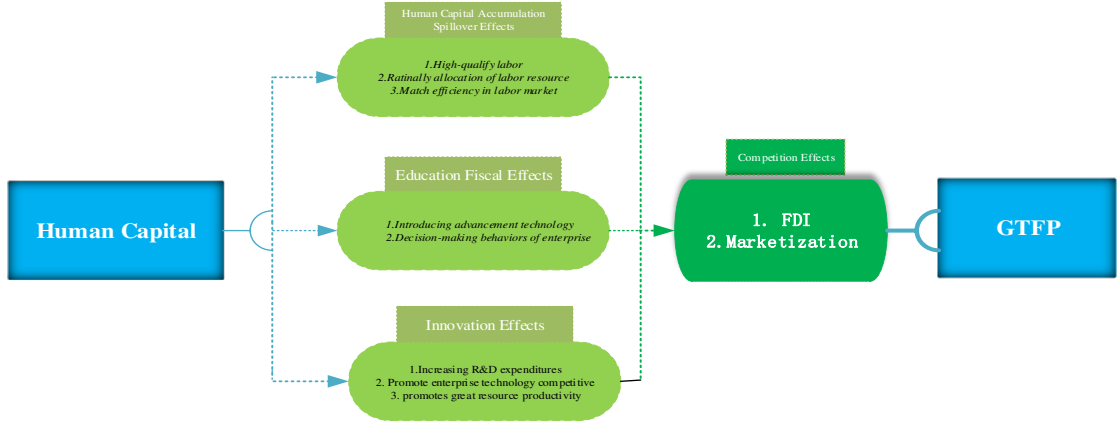 Human Capital Accumulation
Spillover Effects
1.High-qualify labor
2.Ratinally allocation of labor resource
3.Match efficiency in labor market
Human Capital
Education Fiscal Effects
1.Introducing advancement technology
2.Decision-making behaviors of enterprise
Innovation Effects
1.Increasing R&D expenditures
2. Promote enterprise technology competitive
3. promotes great resource productivity
Competition Effects
1. FDI
2.Marketization
GTFP